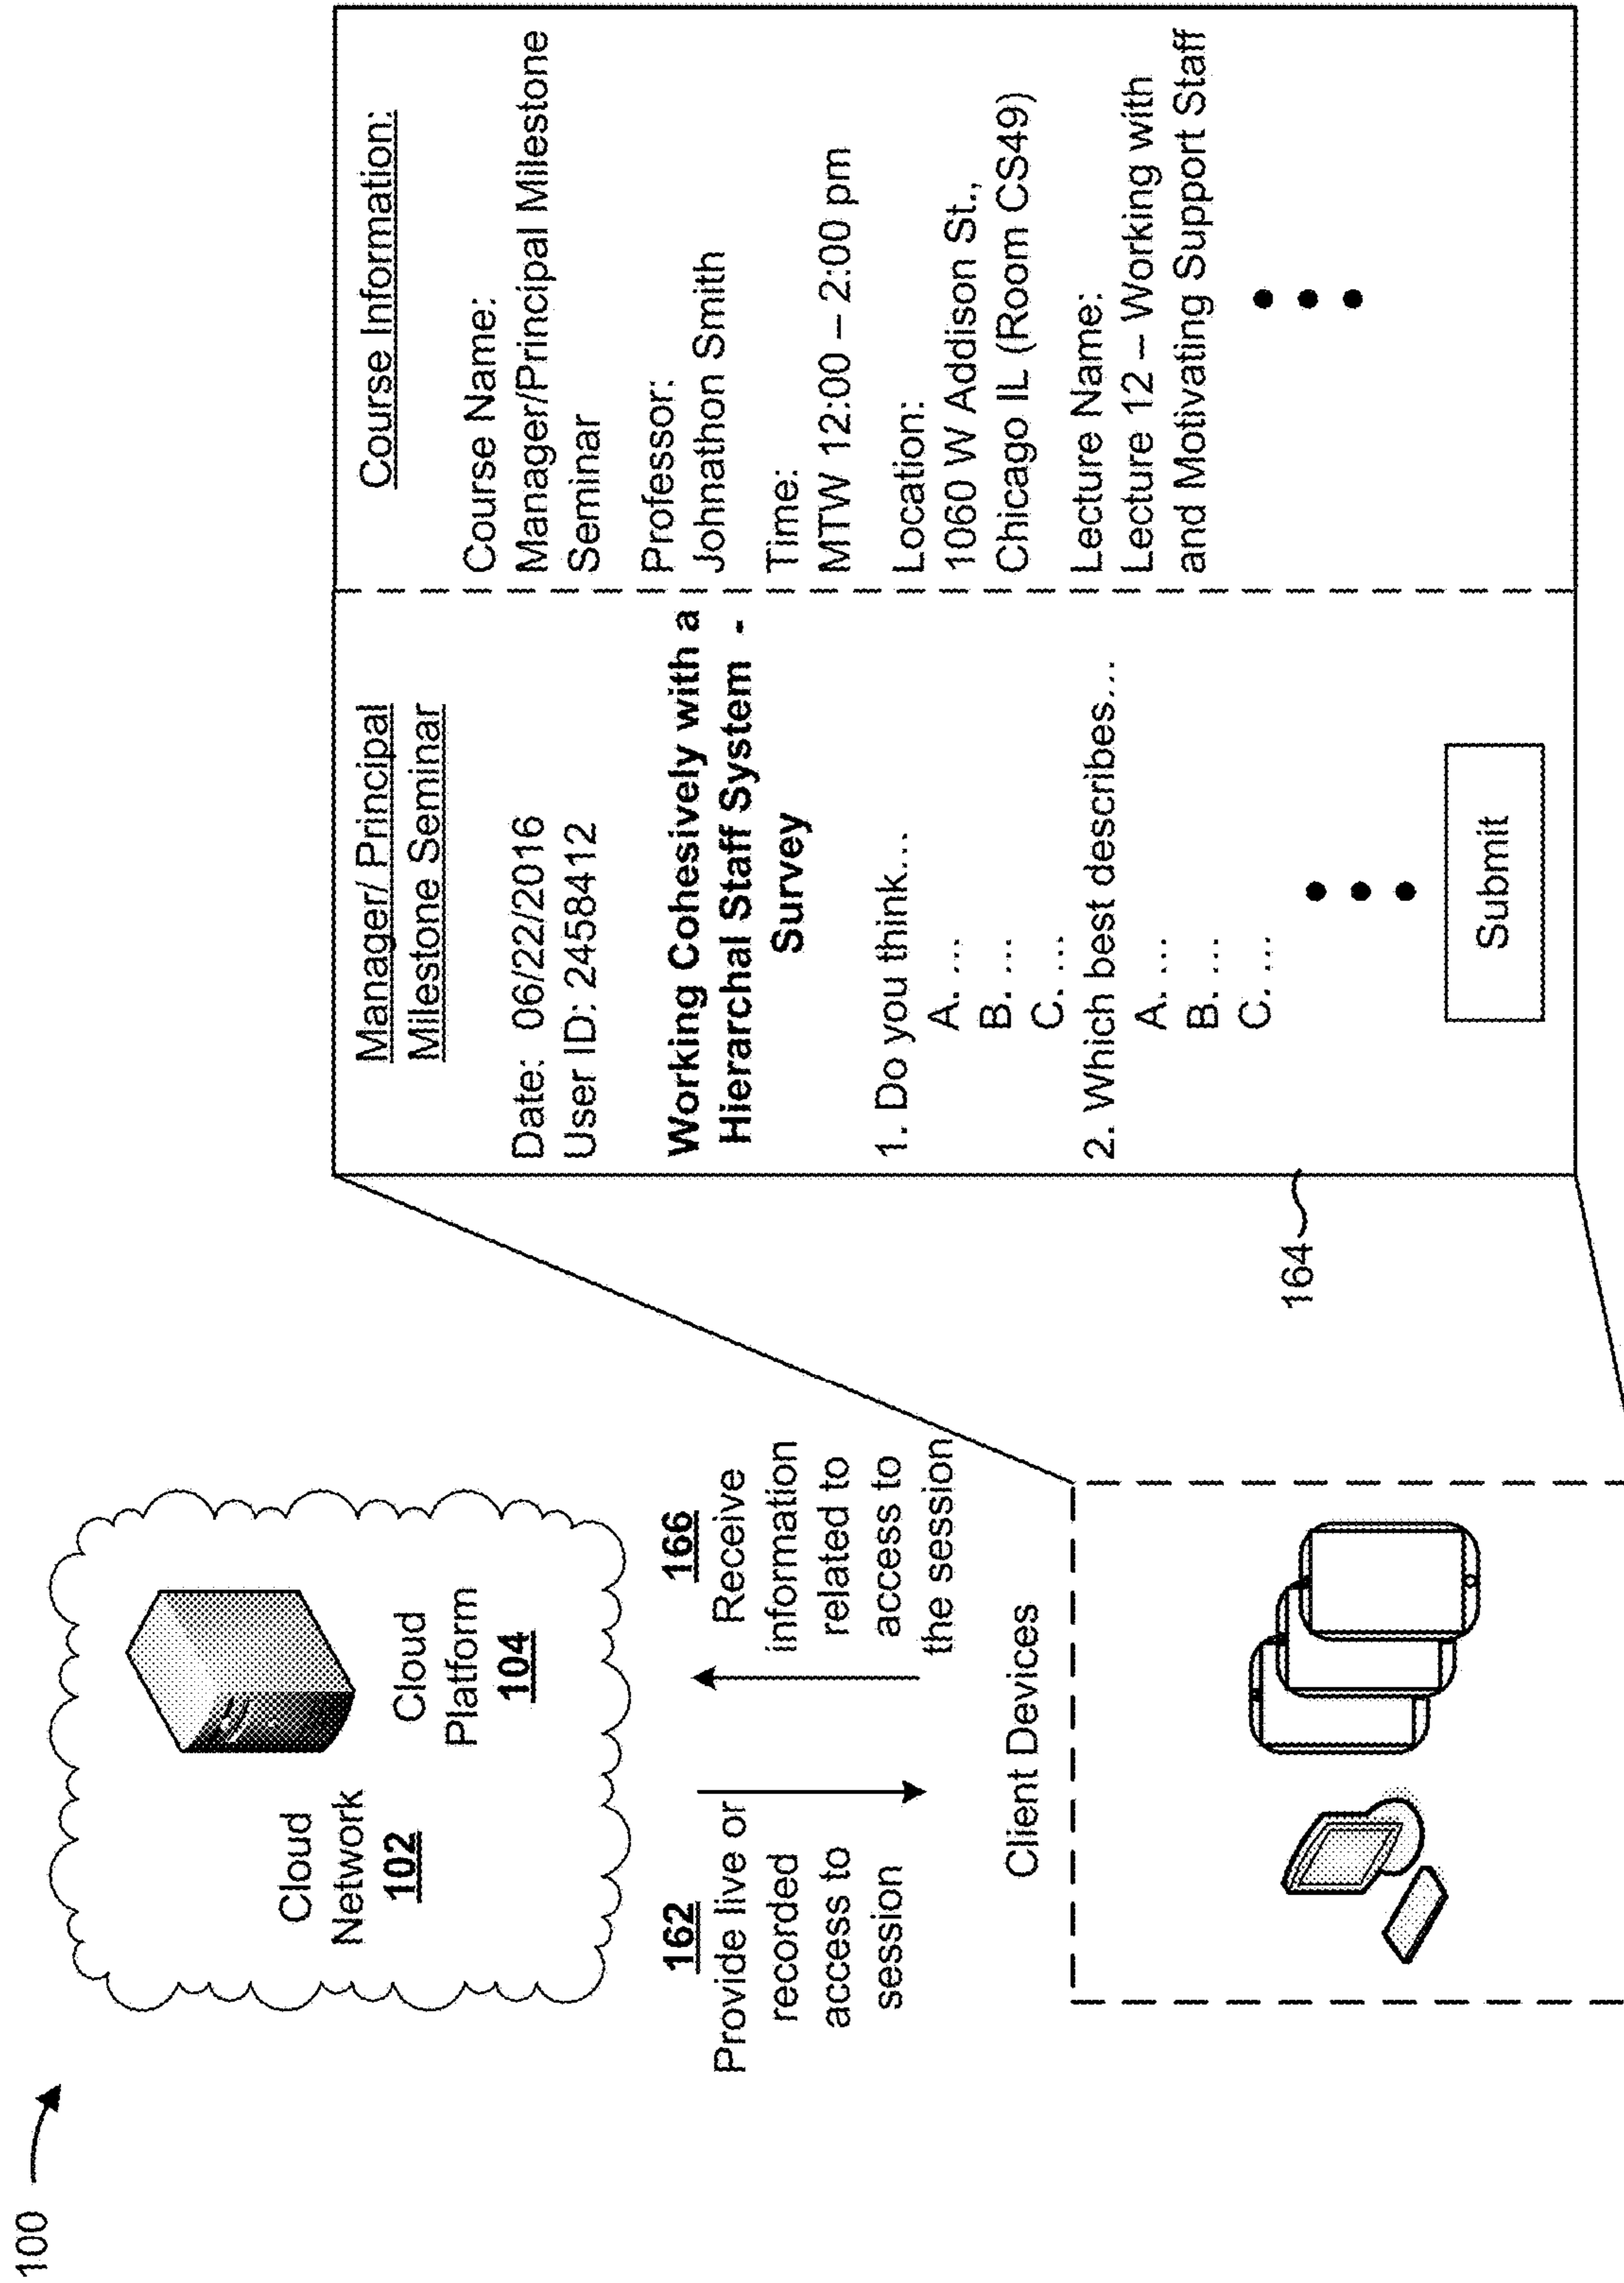 100
Cloud
Network
102
Cloud
Platform
104
162
Provide live or
recorded
access to
session
166
Receive
information
related to
access to
the session
Client Devices
164
Manager/ Principal
Milestone Seminar
Date: 06/22/2016
User ID: 2458412
Working Cohesively with a
Hierarchal Staff System -
Survey
1. Do you think...
A. ...
B. ...
C. ...
2. Which best describes...
A. ...
B. ...
C. ...
Submit
Course Information:
Course Name:
Manager/Principal Milestone
Seminar
Professor:
Johnathon Smith
Time:
MTW 12:00 – 2:00 pm
Location:
1060 W Addison St.,
Chicago IL (Room CS49)
Lecture Name:
Lecture 12 – Working with
and Motivating Support Staff